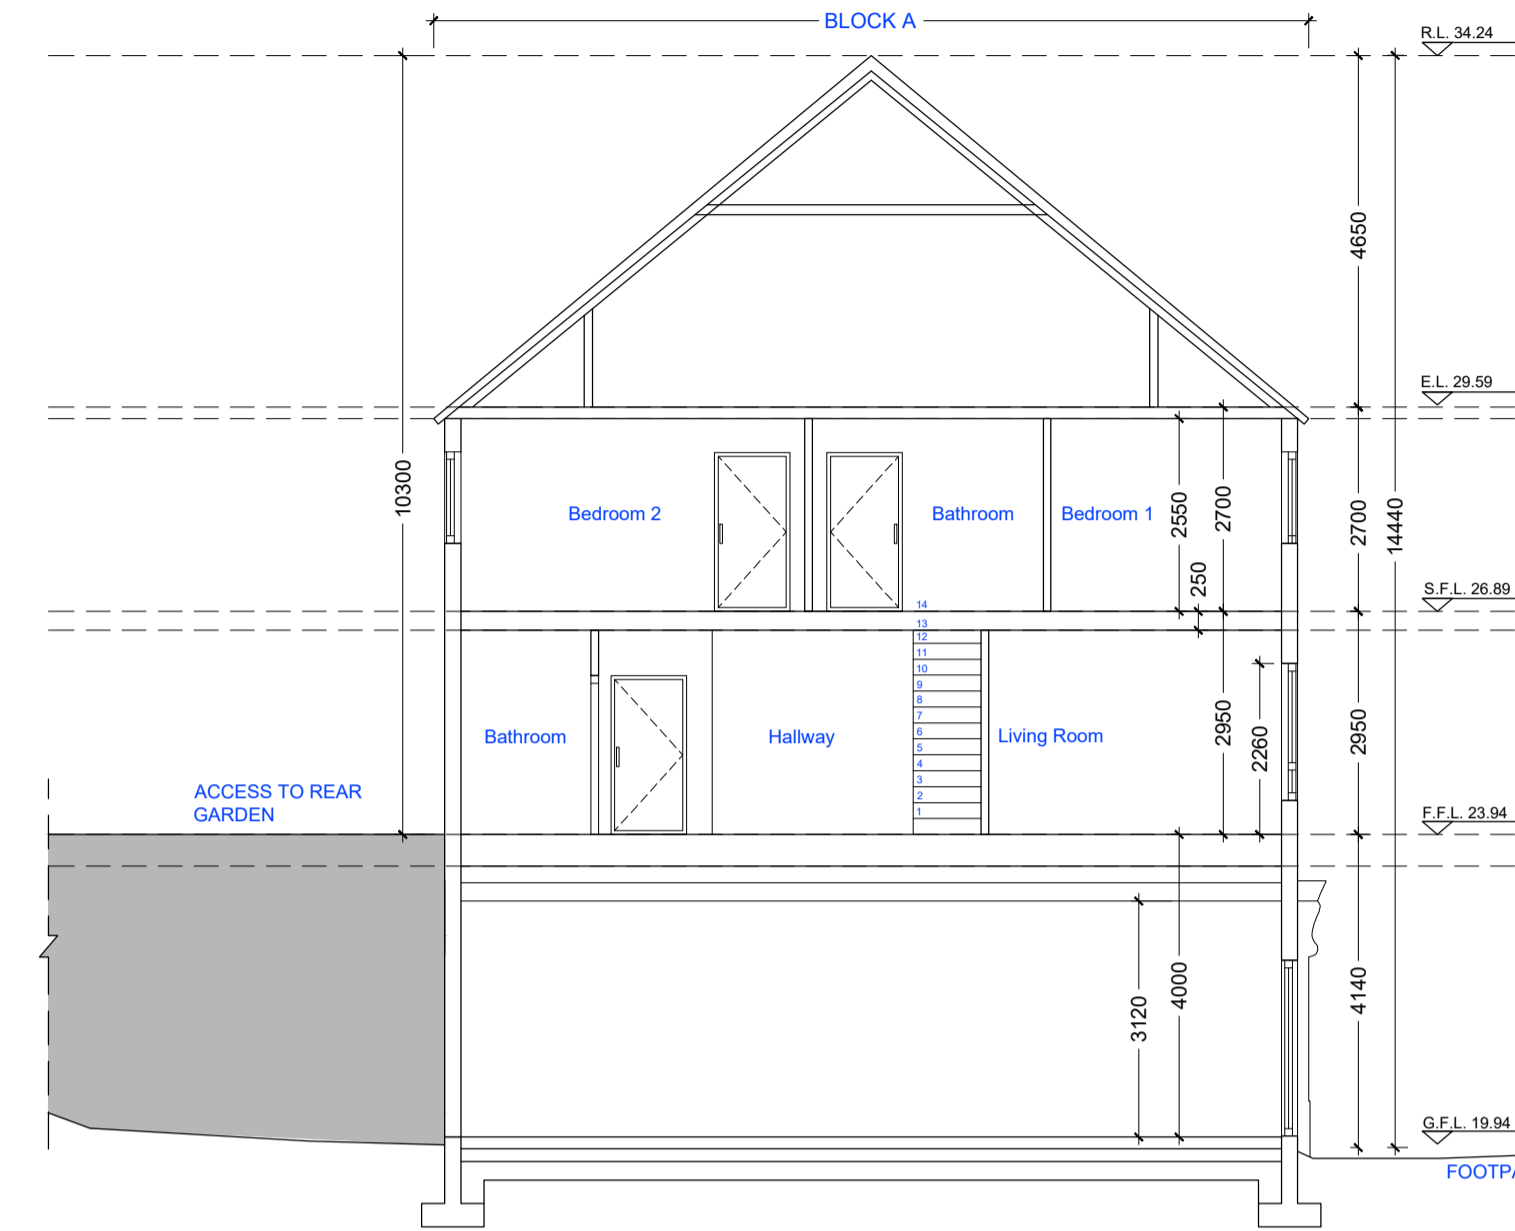 BLOCK A
R.L. 34.24
4650
E.L. 29.59
10300
Bedroom 2
Bathroom
Bedroom 1
2550
2700
250
2700
14440
S.F.L. 26.89
14
13
12
11
10
9
8
7
6
5
4
3
2
1
Bathroom
Hallway
Living Room
2950
2260
2950
ACCESS TO REAR
GARDEN
F.F.L. 23.94
3120
4000
4140
G.F.L. 19.94
FOOTPA